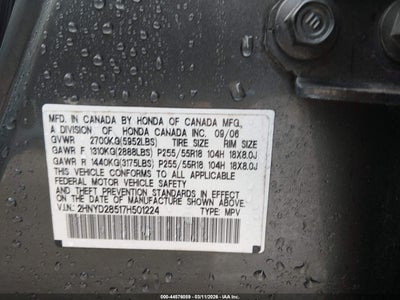 MFD. IN CANADA BY HONDA OF CANADA MFG.,
A DIVISION OF HONDA CANADA INC. 09/06
GVWR 2700KG(5952LBS) TIRE SIZE RIM SIZE
GAWR F 1310KG(2888LBS) P255/55R18 104H 18X8.0J
GAWR R 1440KG(3175LBS) P255/55R18 104H 18X8.0J
THIS VEHICLE CONFORMS TO ALL APPLICABLE
FEDERAL MOTOR VEHICLE SAFETY
AND THEFT PREVENTION STANDARDS IN EFFECT
ON THE DATE OF MANUFACTURE SHOWN ABOVE.
V.I.N.: 2HNYD28517H501224 TYPE: MPV
000-44576059 - 03/11/2026 - IAA, Inc.